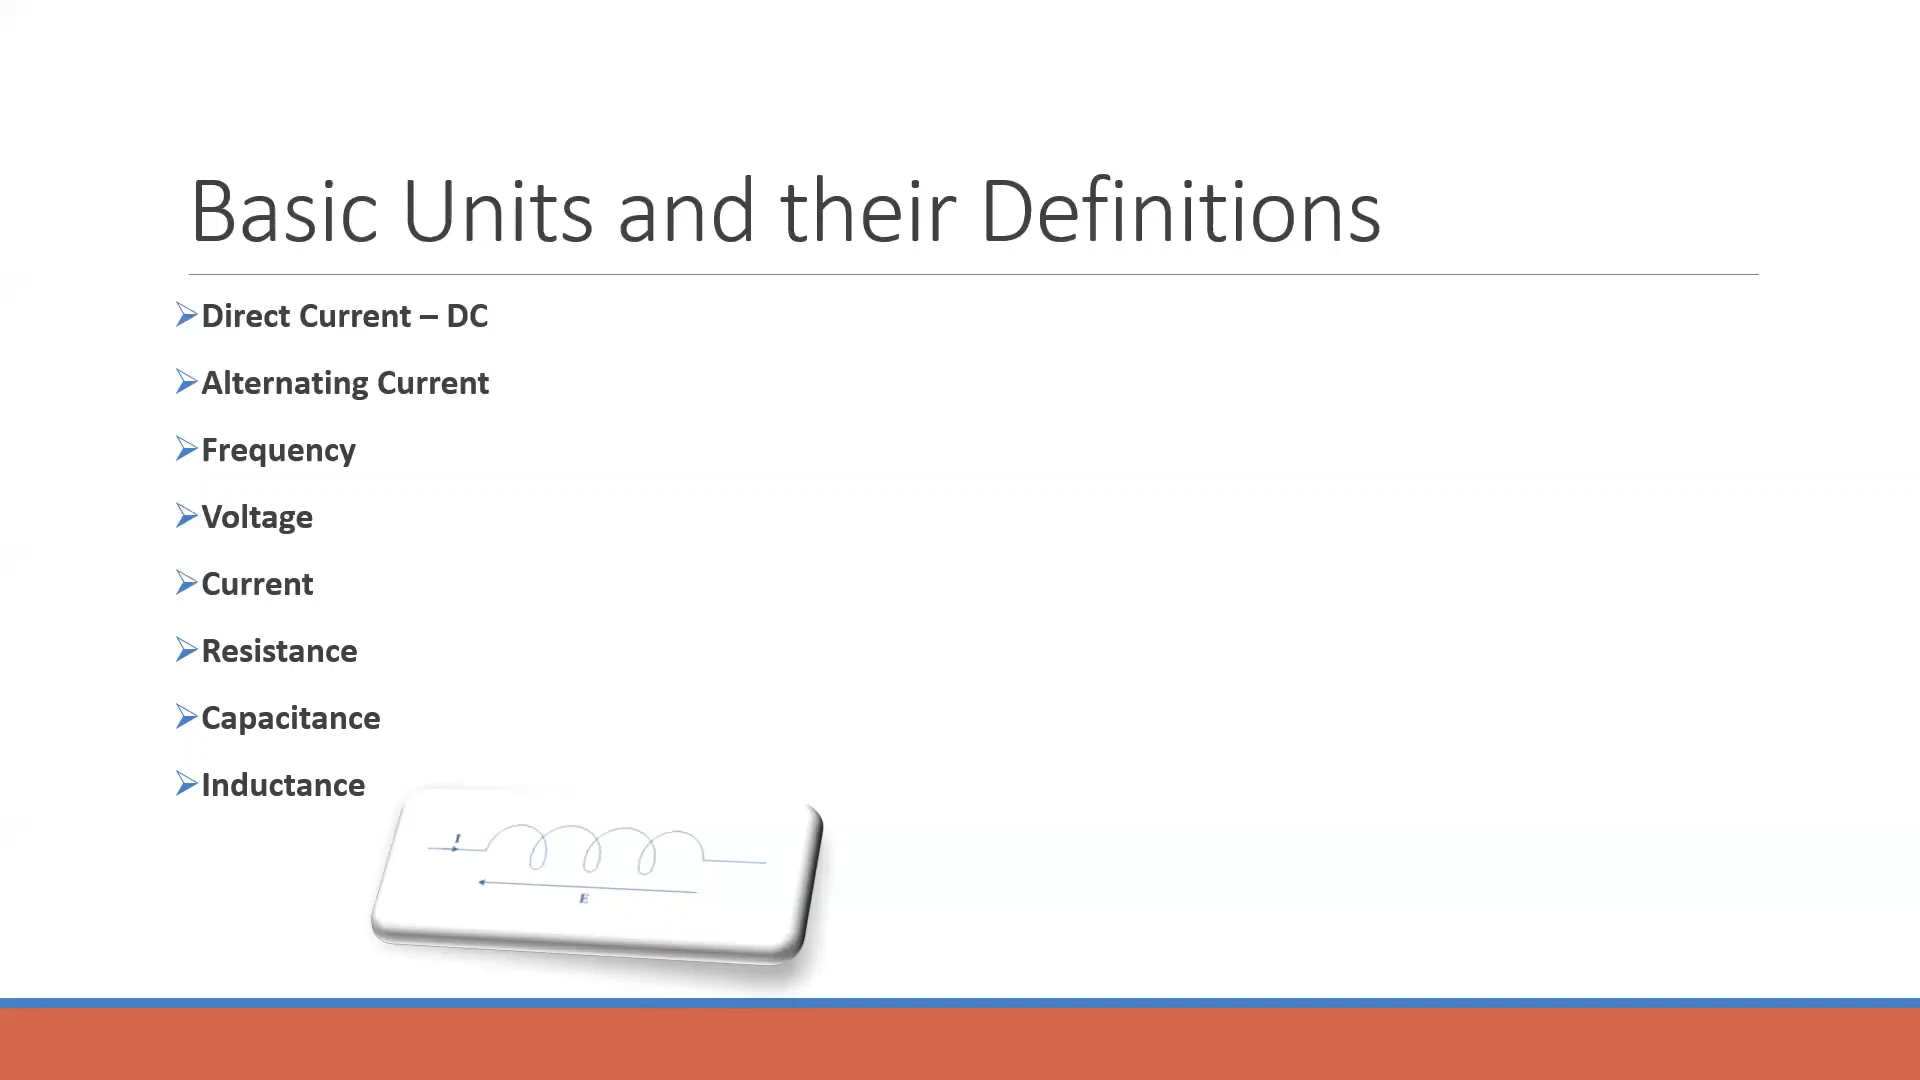 Basic Units and their Definitions
Direct Current – DC
Alternating Current
Frequency
Voltage
Current
Resistance
Capacitance
Inductance
I
E